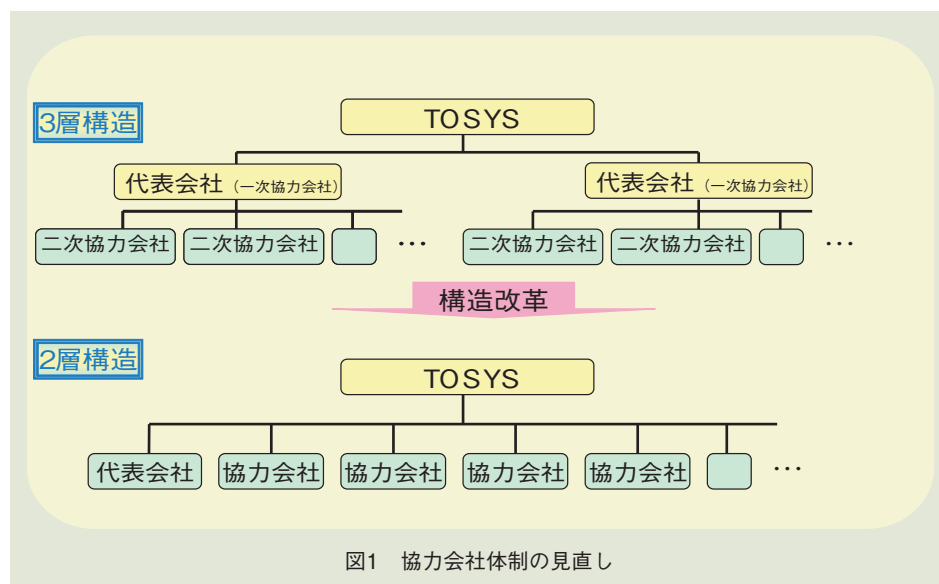 3層構造
TOSYS
代表会社（一次協力会社）
代表会社（一次協力会社）
二次協力会社
二次協力会社
…
二次協力会社
二次協力会社
…
構造改革
2層構造
TOSYS
代表会社
協力会社
協力会社
協力会社
協力会社
…
図1　協力会社体制の見直し